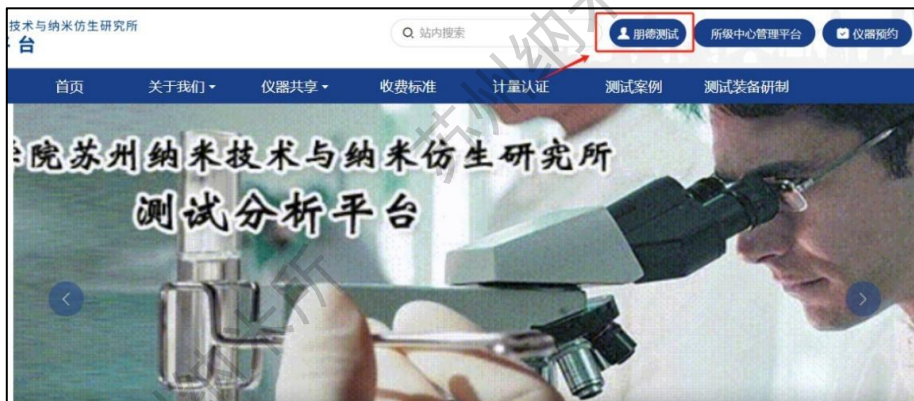 技术与纳米仿生研究所
台
站内搜索
朋德测试
所级中心管理平台
仪器预约
首页
关于我们
仪器共享
收费标准
计量认证
测试案例
测试装备研制
院苏州纳米技术与纳米仿生研究所
测试分析平台